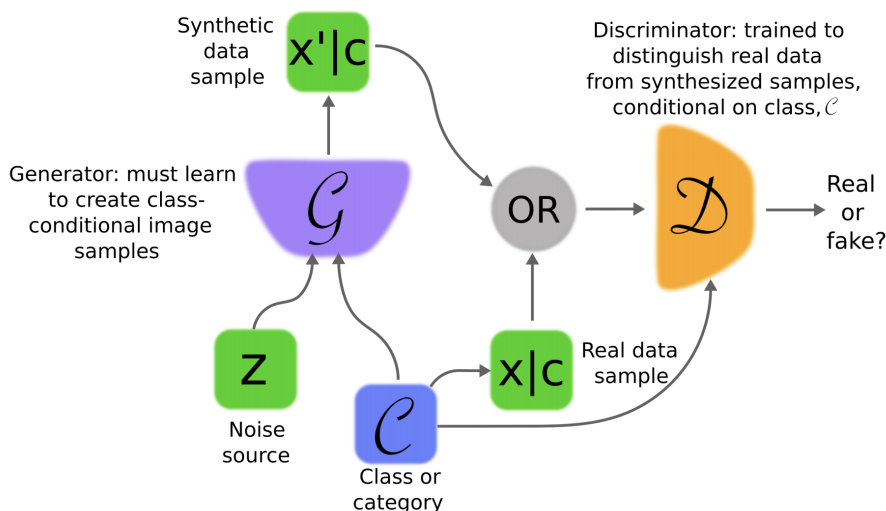 Synthetic
data
sample
x'|c
Discriminator: trained to
distinguish real data
from synthesized samples,
conditional on class, 𝒞
Generator: must learn
to create class-
conditional image
samples
𝒢
OR
𝒟
Real
or
fake?
z
Noise
source
𝒞
Class or
category
x|c
Real data
sample